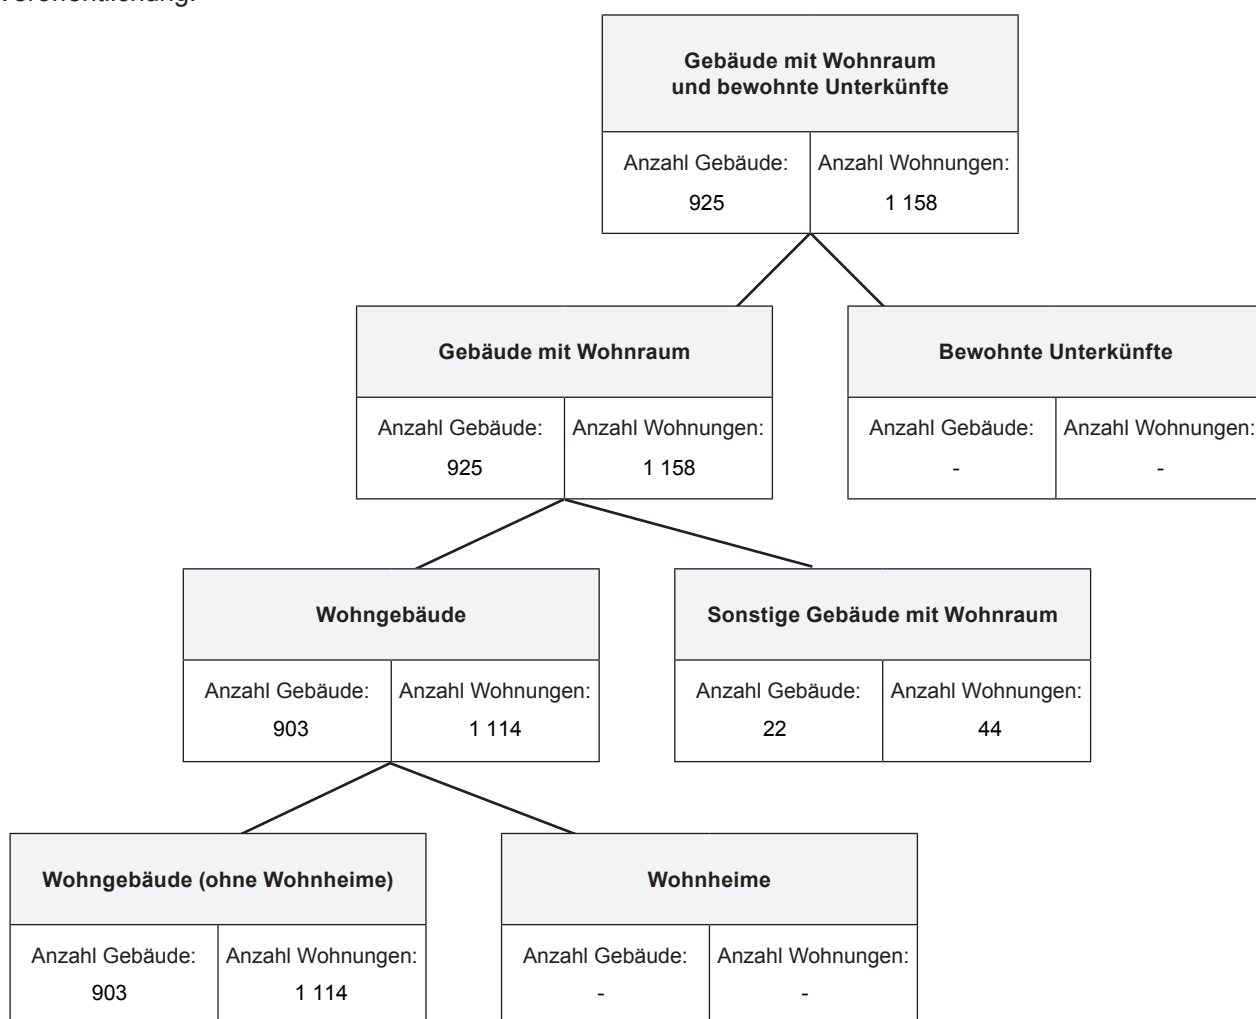 Veröffentlichung.
Gebäude mit Wohnraum
und bewohnte Unterkünfte
Anzahl Gebäude: Anzahl Wohnungen:
925 1 158
Gebäude mit Wohnraum Bewohnte Unterkünfte
Anzahl Gebäude: Anzahl Wohnungen: Anzahl Gebäude: Anzahl Wohnungen:
925 1 158 - -
Wohngebäude Sonstige Gebäude mit Wohnraum
Anzahl Gebäude: Anzahl Wohnungen: Anzahl Gebäude: Anzahl Wohnungen:
903 1 114 22 44
Wohngebäude (ohne Wohnheime) Wohnheime
Anzahl Gebäude: Anzahl Wohnungen: Anzahl Gebäude: Anzahl Wohnungen:
903 1 114 - -